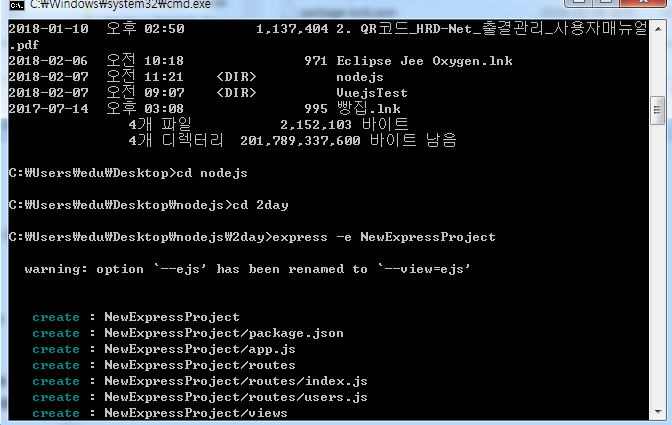 C:₩Windows₩system32₩cmd.exe
2018-01-10 오후 02:50 1,137,404 2. QR코드_HRD-Net_출결관리_사용자매뉴얼
.pdf
2018-02-06 오전 10:18 971 Eclipse Jee Oxygen.lnk
2018-02-07 오전 11:21 <DIR> nodejs
2018-02-07 오전 09:07 <DIR> VuejsTest
2017-07-14 오후 03:08 995 빵집.lnk
4개 파일 2,152,103 바이트
4개 디렉터리 201,789,337,600 바이트 남음
C:₩Users₩edu₩Desktop>cd nodejs
C:₩Users₩edu₩Desktop₩nodejs>cd 2day
C:₩Users₩edu₩Desktop₩nodejs₩2day>express -e NewExpressProject
warning: option `--ejs' has been renamed to `--view=ejs'
create : NewExpressProject
create : NewExpressProject/package.json
create : NewExpressProject/app.js
create : NewExpressProject/routes
create : NewExpressProject/routes/index.js
create : NewExpressProject/routes/users.js
create : NewExpressProject/views